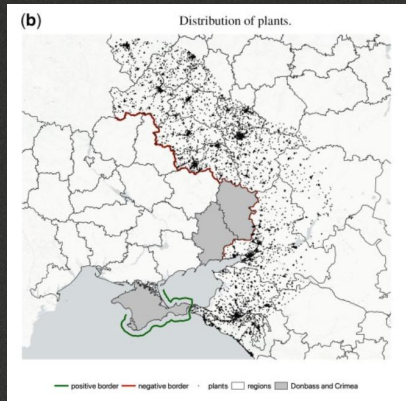 (b)
Distribution of plants.
positive border negative border plants regions Donbass and Crimea